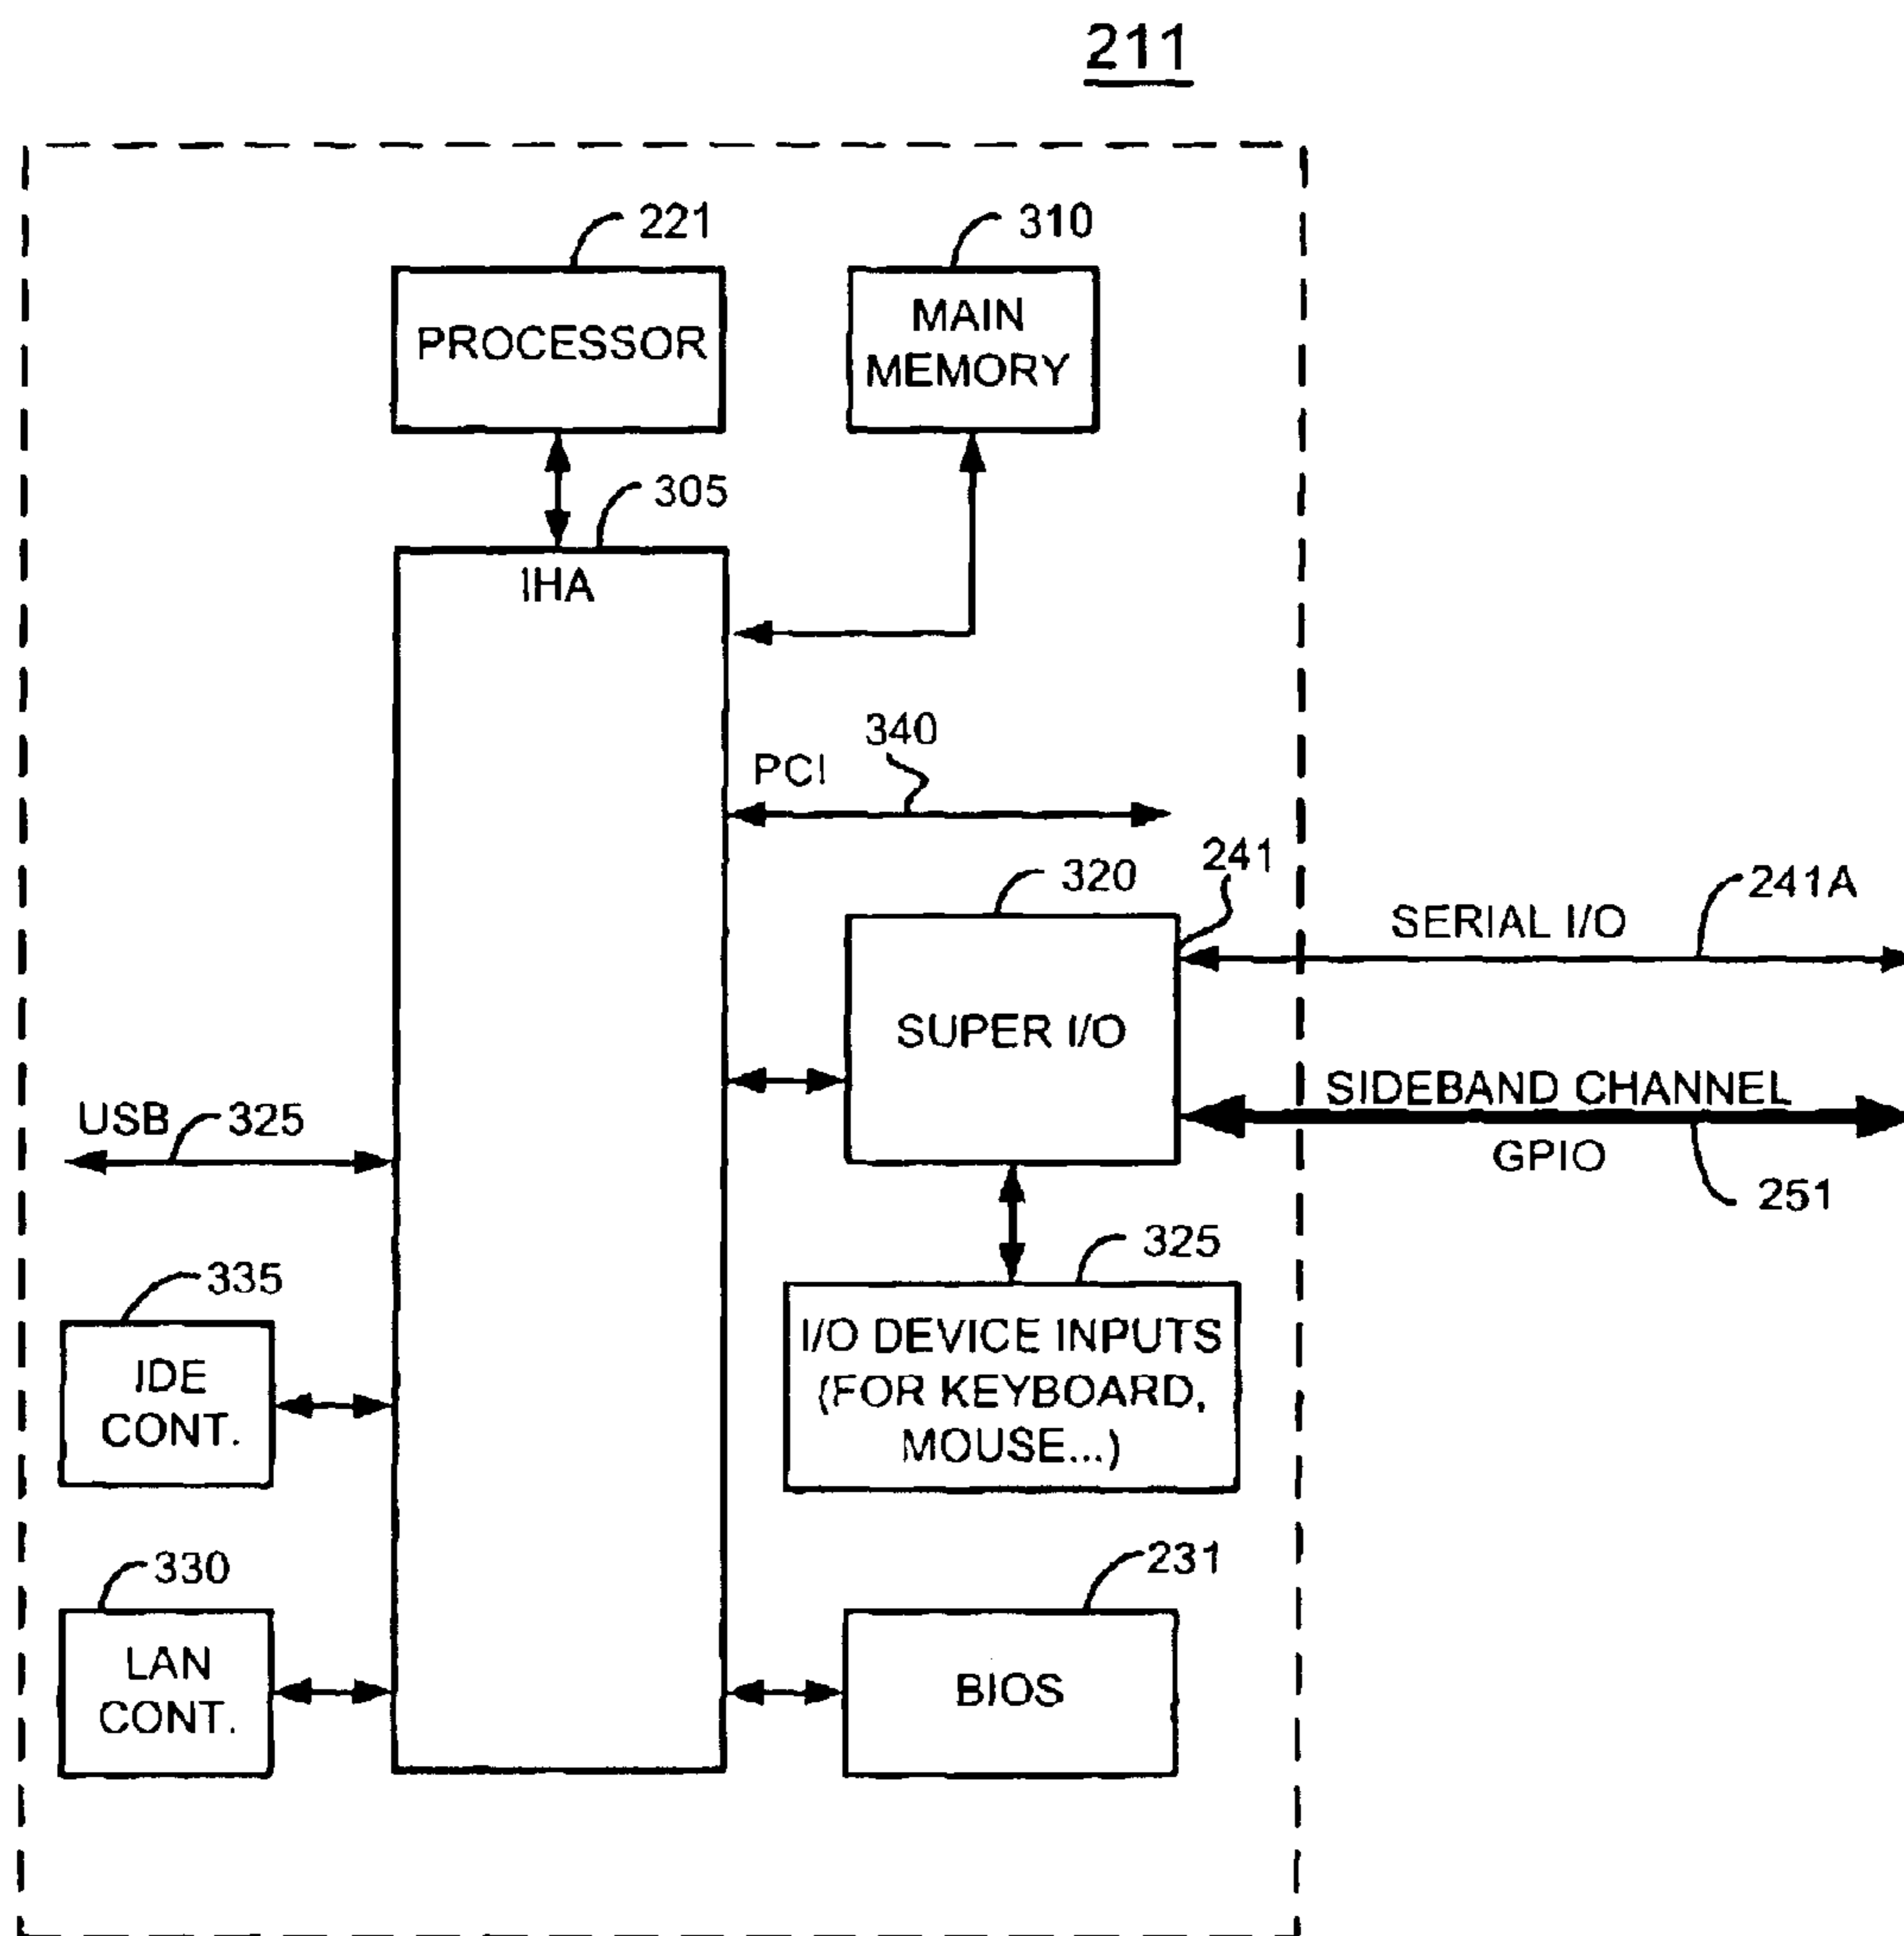 211
221
310
PROCESSOR
MAIN
MEMORY
305
IHA
340
PCI
241
320
241A
SERIAL I/O
SUPER I/O
SIDEBAND CHANNEL
USB
325
GPIO
251
325
335
I/O DEVICE INPUTS
(FOR KEYBOARD,
MOUSE...)
IDE
CONT.
330
231
LAN
CONT.
BIOS